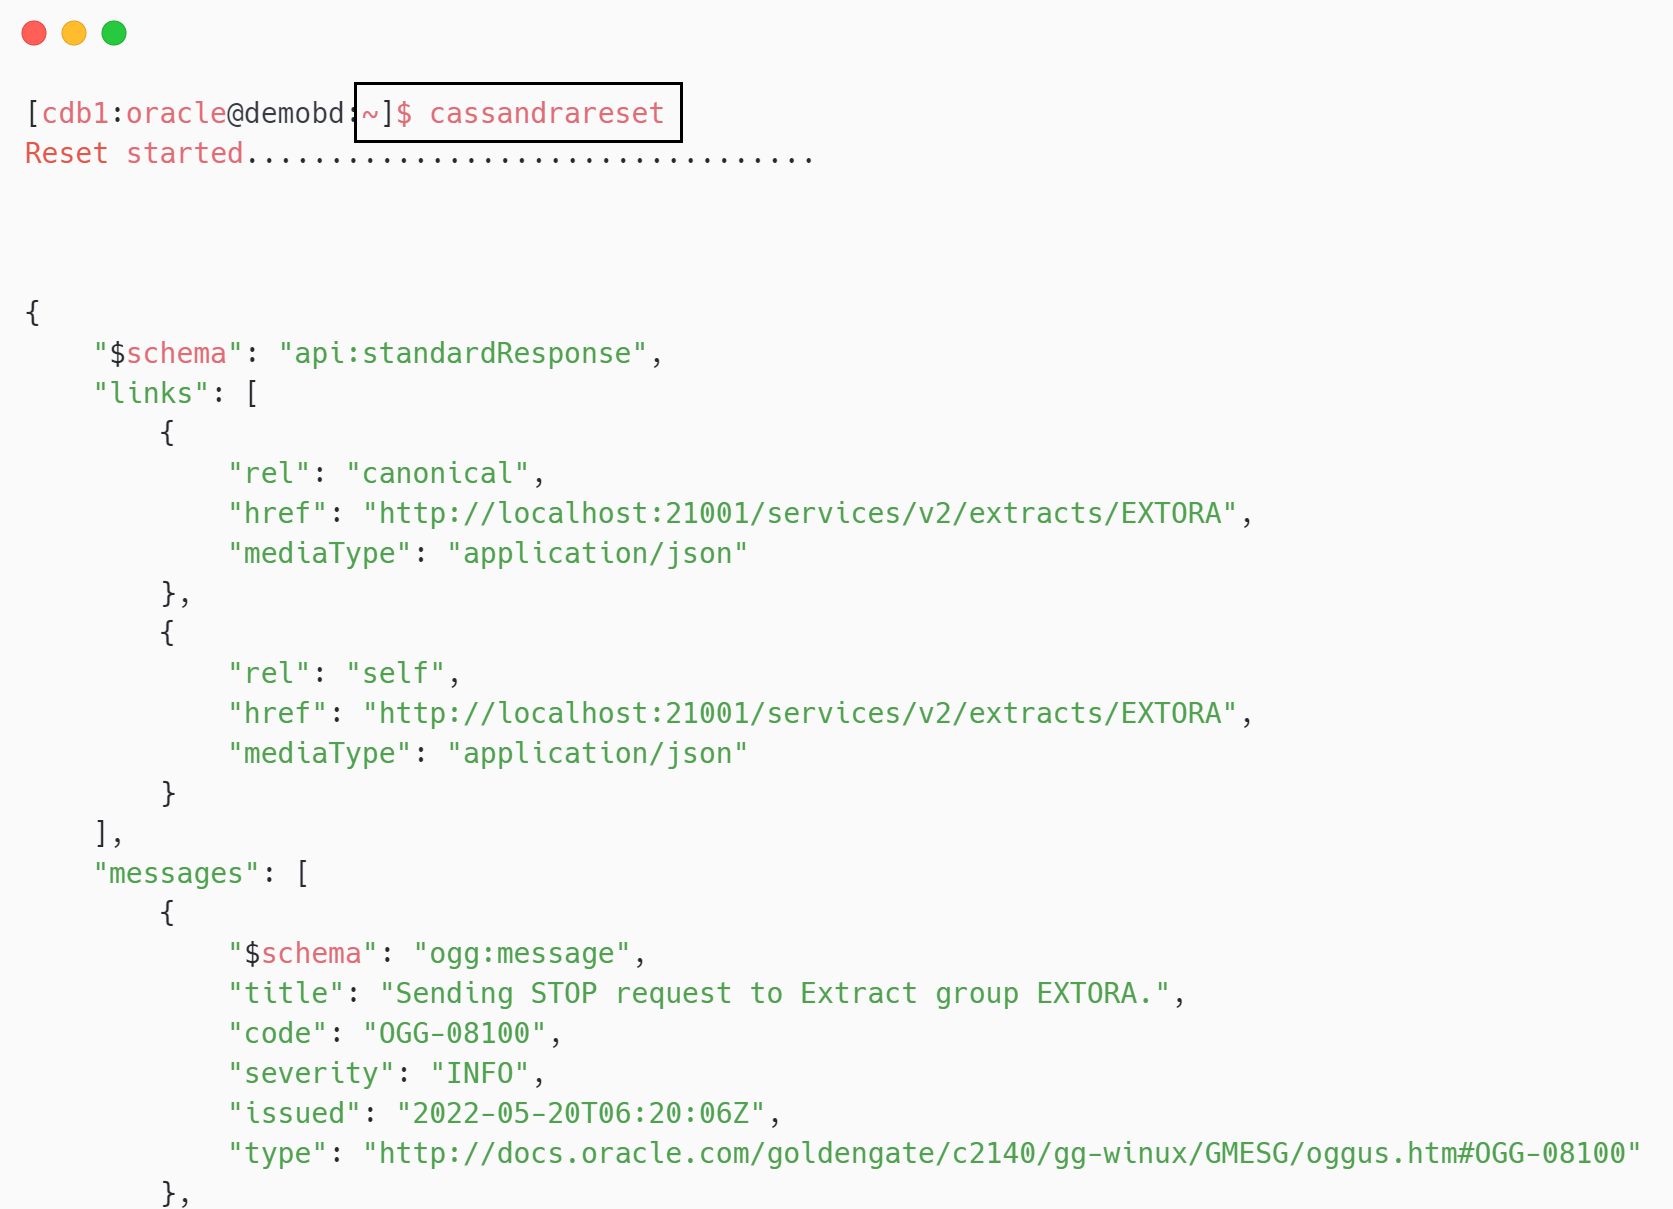 [cdb1:oracle@demobd:~]$ cassandrareset
Reset started..................................
{
    "$schema": "api:standardResponse",
    "links": [
        {
            "rel": "canonical",
            "href": "http://localhost:21001/services/v2/extracts/EXTORA",
            "mediaType": "application/json"
        },
        {
            "rel": "self",
            "href": "http://localhost:21001/services/v2/extracts/EXTORA",
            "mediaType": "application/json"
        }
    ],
    "messages": [
        {
            "$schema": "ogg:message",
            "title": "Sending STOP request to Extract group EXTORA.",
            "code": "OGG-08100",
            "severity": "INFO",
            "issued": "2022-05-20T06:20:06Z",
            "type": "http://docs.oracle.com/goldengate/c2140/gg-winux/GMESG/oggus.htm#OGG-08100"
        },